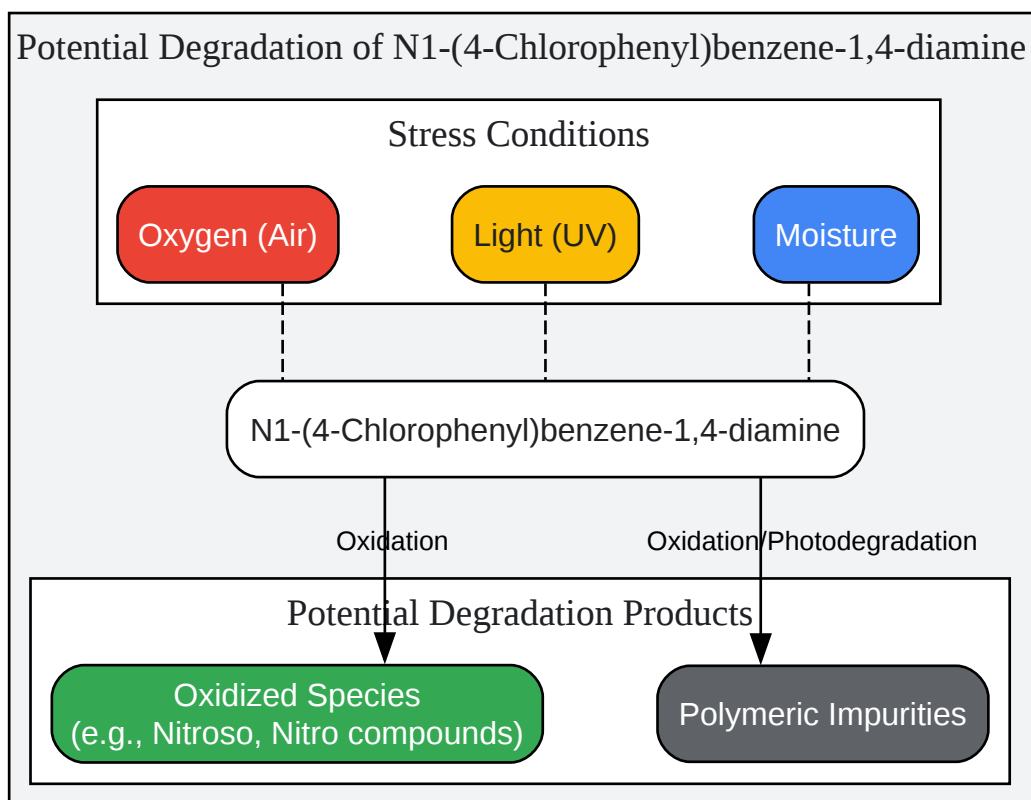 Potential Degradation of N1-(4-Chlorophenyl)benzene-1,4-diamine
Stress Conditions
Oxygen (Air)
Light (UV)
Moisture
N1-(4-Chlorophenyl)benzene-1,4-diamine
Oxidation
Oxidation/Photodegradation
Potential Degradation Products
Oxidized Species
(e.g., Nitroso, Nitro compounds)
Polymeric Impurities